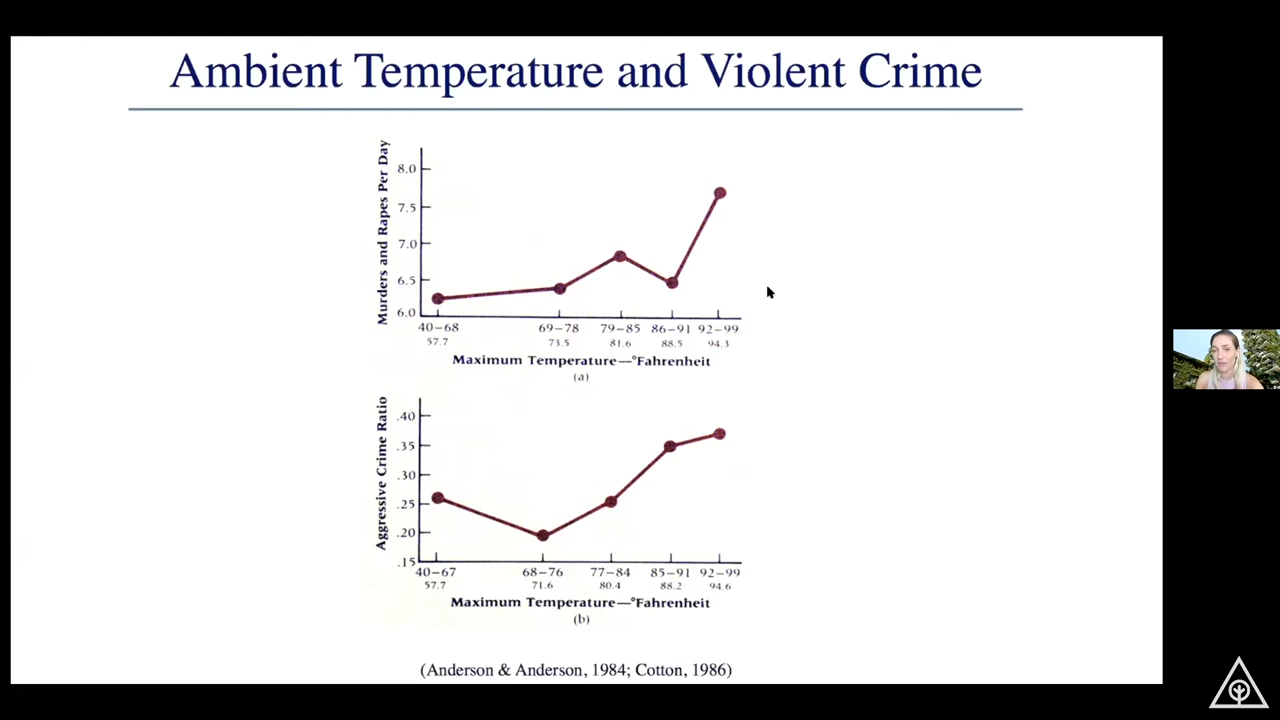 Ambient Temperature and Violent Crime
Murders and Rapes Per Day
8.0
7.5
7.0
6.5
6.0
40–68 69–78 79–85 86–91 92–99
57.7 73.5 81.6 88.5 94.3
Maximum Temperature—°Fahrenheit
(a)
Aggressive Crime Ratio
.40
.35
.30
.25
.20
.15
40–67 68–76 77–84 85–91 92–99
57.7 71.6 80.4 88.2 94.6
Maximum Temperature—°Fahrenheit
(b)
(Anderson & Anderson, 1984; Cotton, 1986)